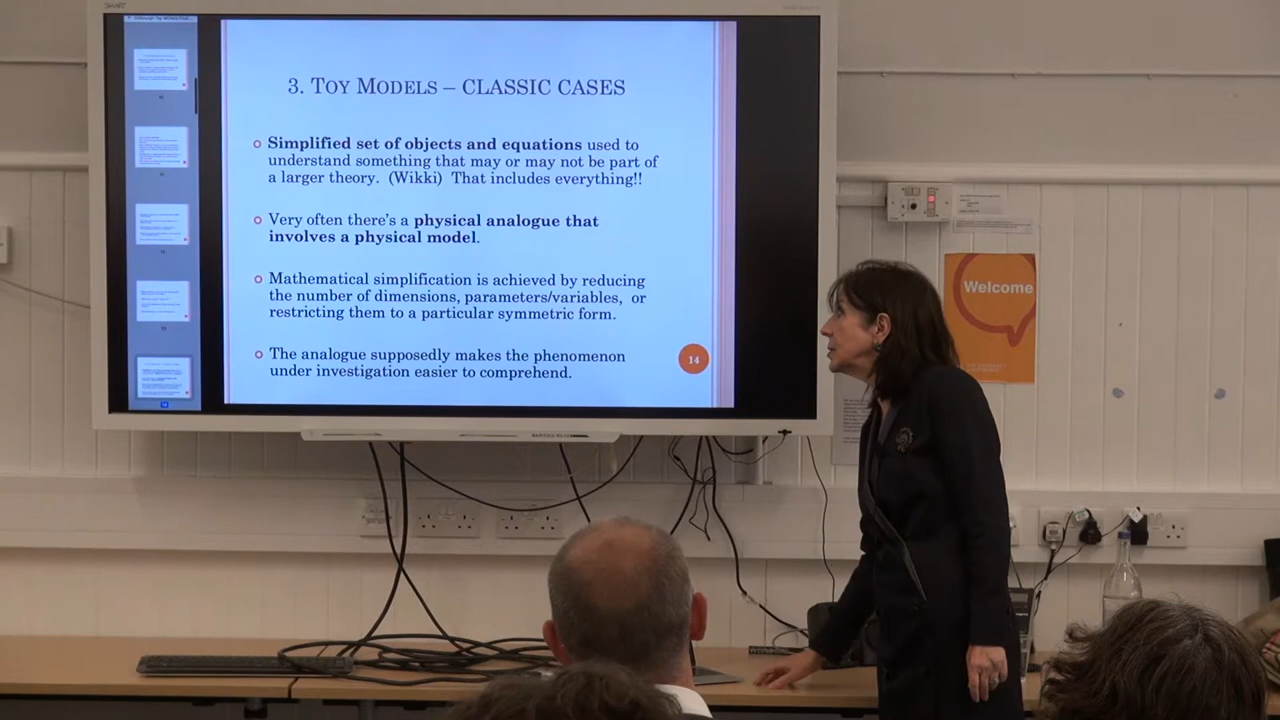 SMART
3. TOY MODELS – CLASSIC CASES
Simplified set of objects and equations used to
understand something that may or may not be part of
a larger theory. (Wikki) That includes everything!!
Very often there's a physical analogue that
involves a physical model.
Mathematical simplification is achieved by reducing
the number of dimensions, parameters/variables, or
restricting them to a particular symmetric form.
The analogue supposedly makes the phenomenon
under investigation easier to comprehend.
14
Welcome